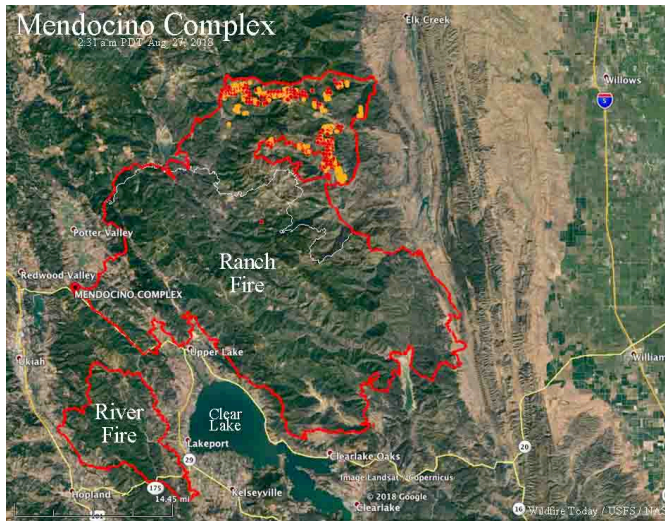 Mendocino Complex
2:31 a.m PDT Aug. 27, 2018
Elk Creek
Willows
5
Potter Valley
Redwood Valley
MENDOCINO COMPLEX
Ranch
Fire
Ukiah
Upper Lake
William
River
Fire
Clear
Lake
Lakeport
29
Clearlake Oaks
20
Image Landsat / Copernicus
Hopland
175
14.45 mi
Kelseyville
© 2018 Google
Clearlake
16
Wildfire Today / USFS / NAS